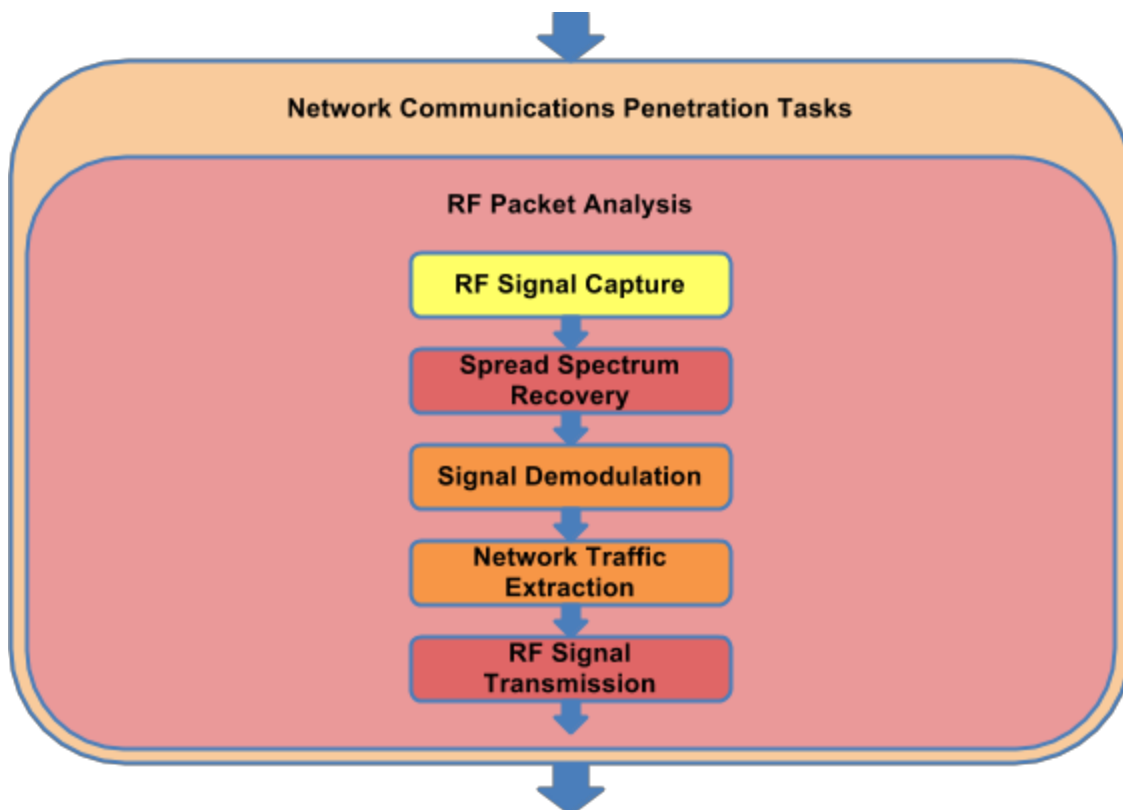 Network Communications Penetration Tasks
RF Packet Analysis
RF Signal Capture
Spread Spectrum
Recovery
Signal Demodulation
Network Traffic
Extraction
RF Signal
Transmission